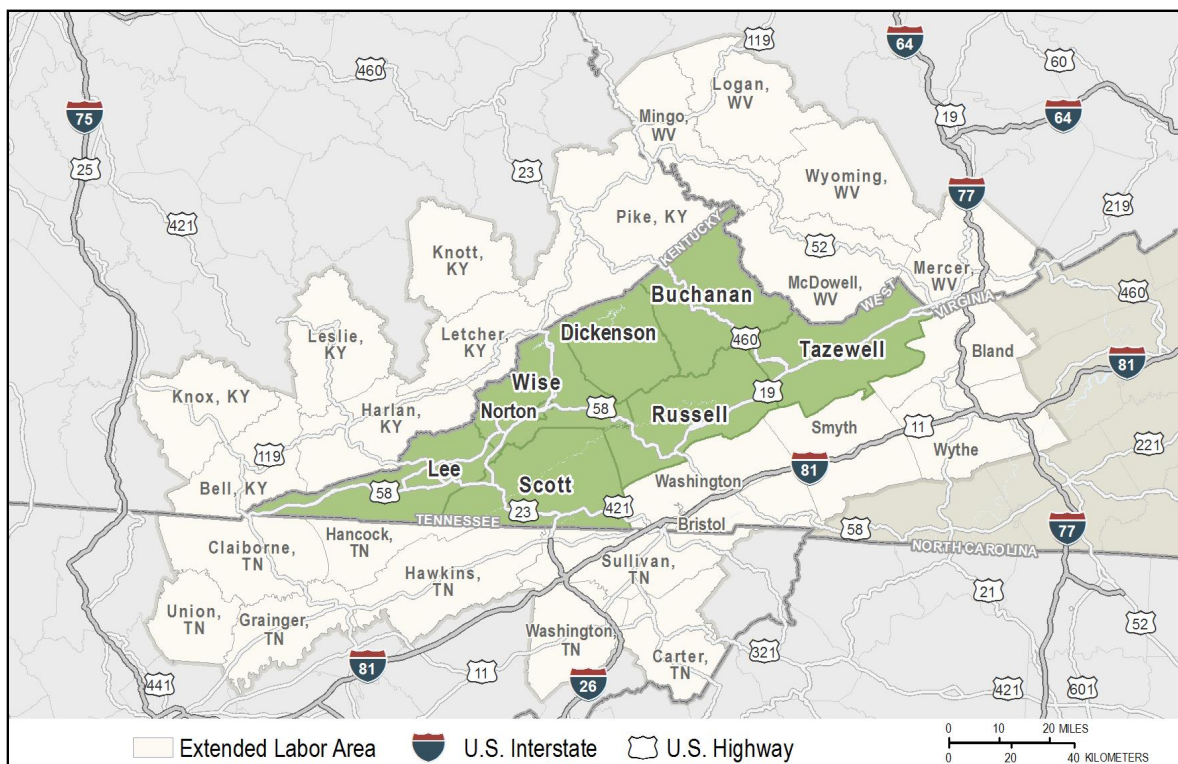 119
64
460
60
Logan,
WV
Mingo,
WV
75
19
64
25
23
Wyoming,
WV
77
219
421
Pike, KY
Knott,
KY
KENTUCKY
52
Mercer,
WV
McDowell,
WV
WEST
VIRGINIA
460
Buchanan
Leslie,
KY
Letcher,
KY
Dickenson
460
Tazewell
Bland
81
Knox, KY
Harlan,
KY
Wise
Norton
58
Russell
19
Smyth
11
221
119
Wythe
Bell, KY
Lee
58
Scott
Washington
81
TENNESSEE
23
421
Bristol
58
77
NORTH CAROLINA
Claiborne,
TN
Hancock,
TN
Hawkins,
TN
Sullivan,
TN
21
Union,
TN
Grainger,
TN
Washington,
TN
52
321
Carter,
TN
81
11
26
441
421
601
Extended Labor Area
U.S. Interstate
U.S. Highway
0 10 20 MILES
0 20 40 KILOMETERS